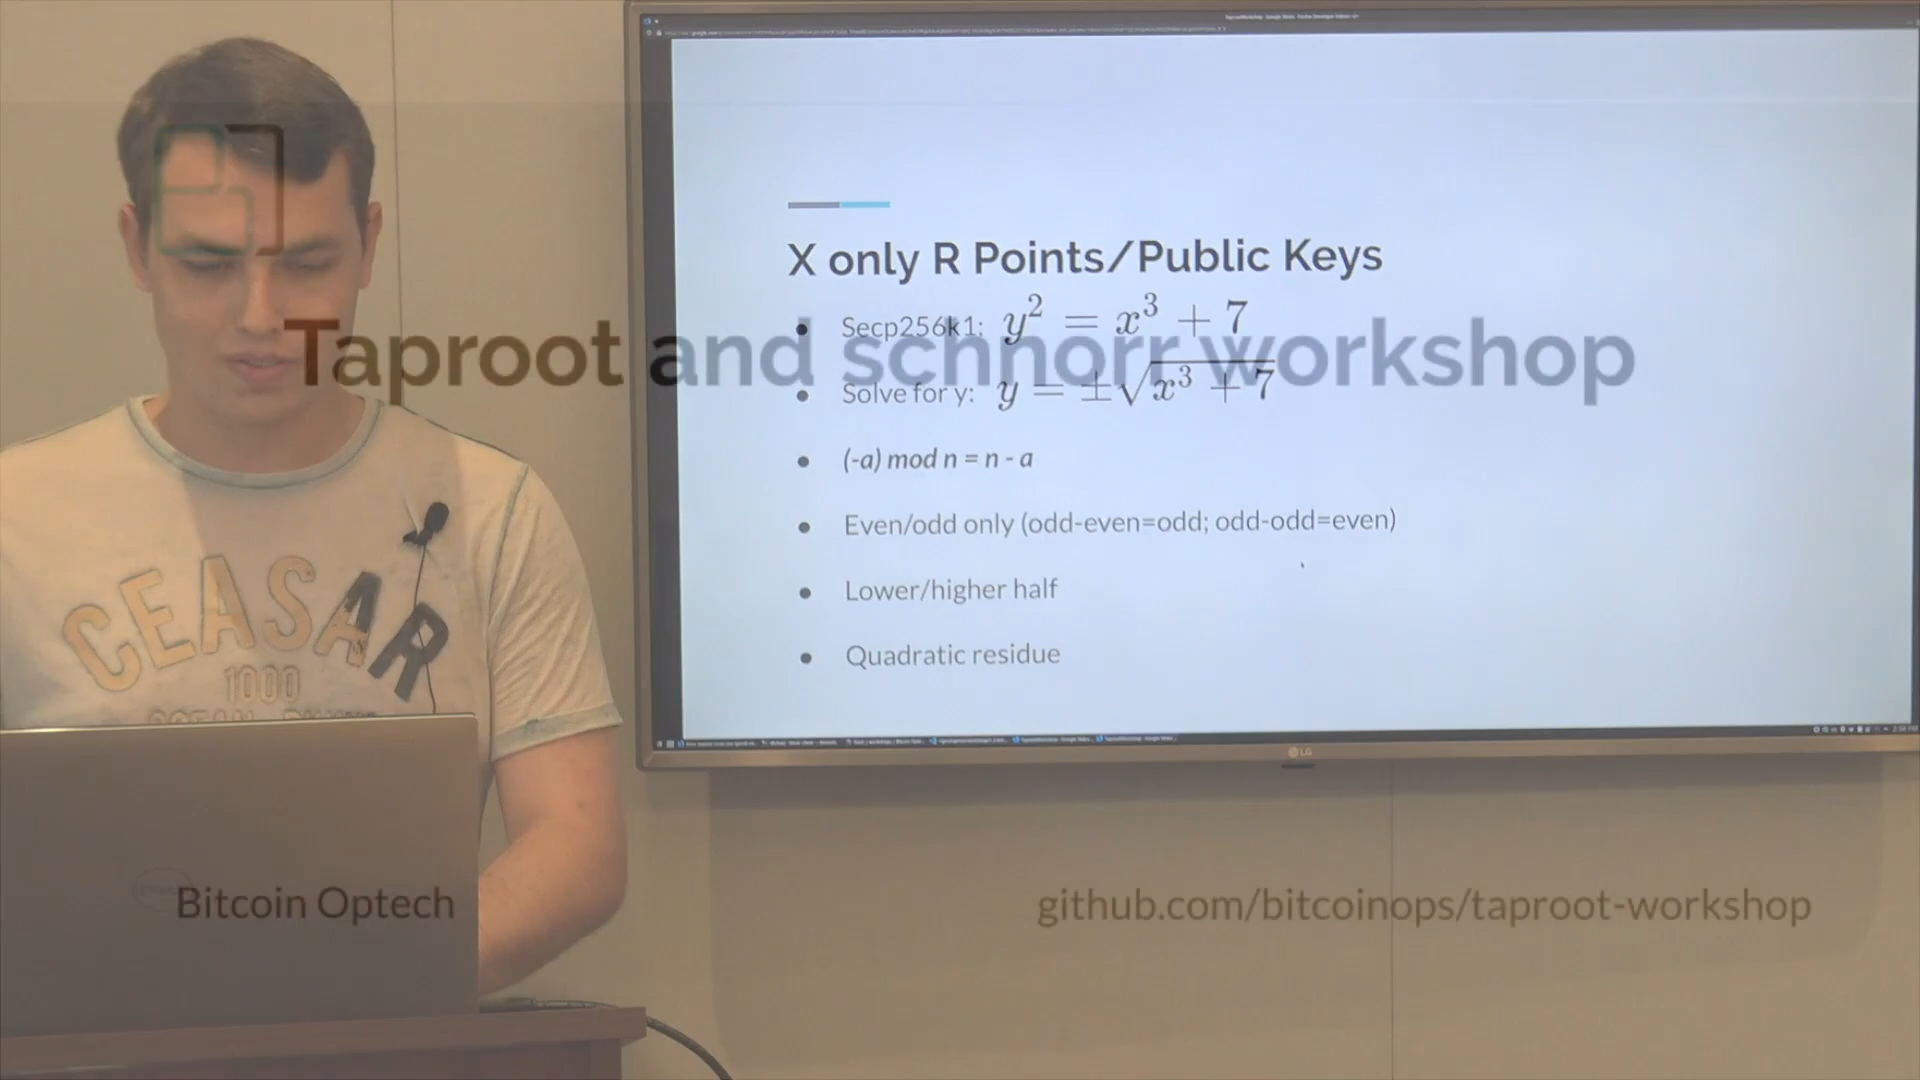 X only R Points/Public Keys
• Secp256k1: y² = x³ + 7
Taproot and schnorr workshop
• Solve for y: y = ±√(x³ + 7)
• (-a) mod n = n - a
• Even/odd only (odd-even=odd; odd-odd=even)
• Lower/higher half
• Quadratic residue
CEASAR
1000
LG
Bitcoin Optech
github.com/bitcoinops/taproot-workshop